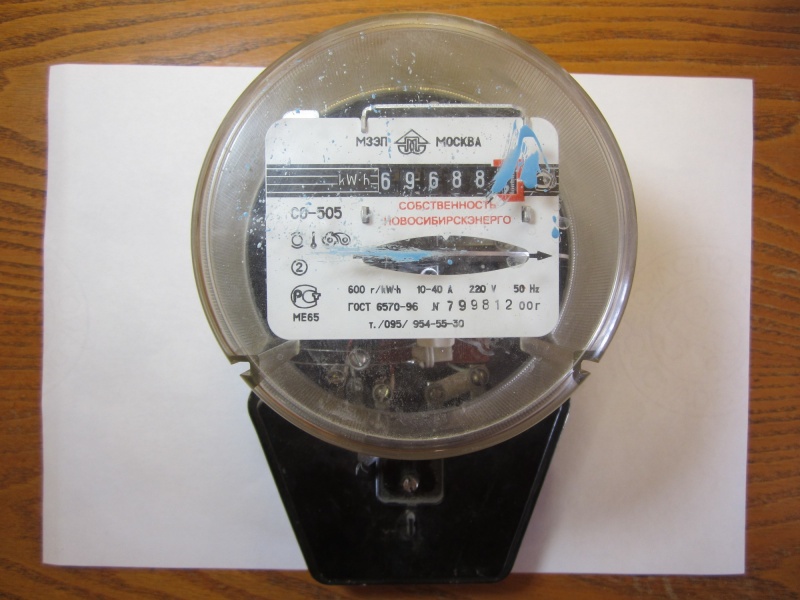 МЗЭП МОСКВА
kW·h 69688
СО-505
СОБСТВЕННОСТЬ
НОВОСИБИРСКЭНЕРГО
2
600 r/kW·h 10-40 A 220 V 50 Hz
ГОСТ 6570-96 N 799812 00г
МЕ65
т./095/ 954-55-30